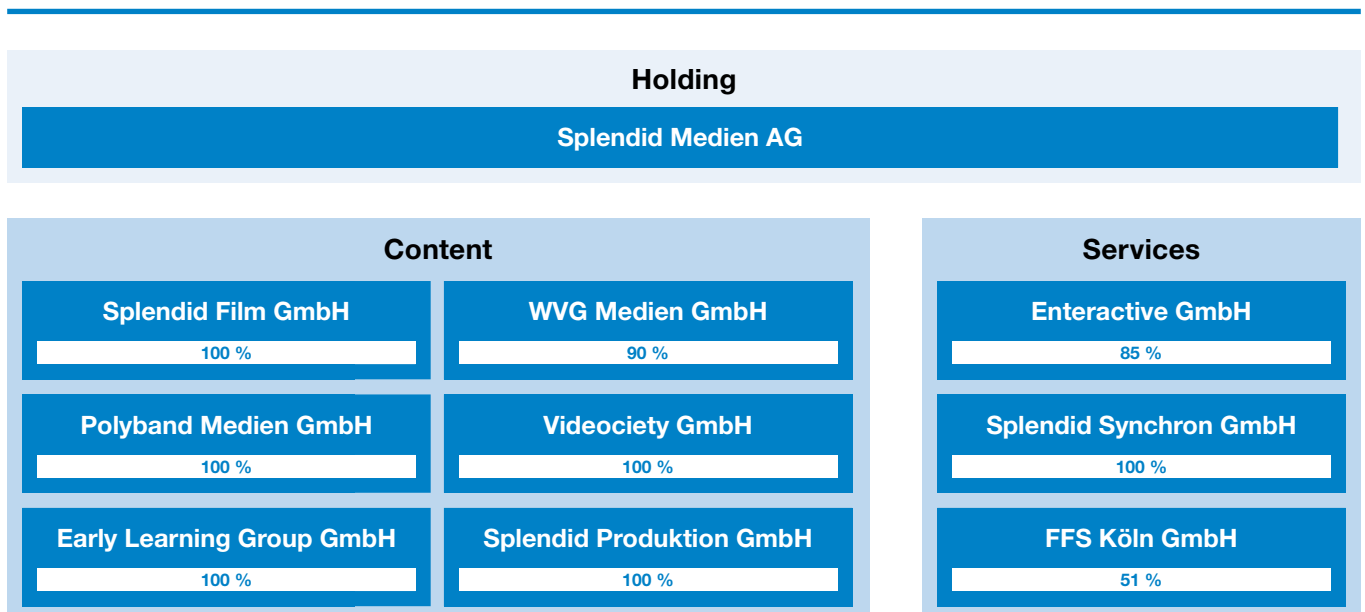 Holding
Splendid Medien AG
Content
Splendid Film GmbH
100 %
WVG Medien GmbH
90 %
Polyband Medien GmbH
100 %
Videociety GmbH
100 %
Early Learning Group GmbH
100 %
Splendid Produktion GmbH
100 %
Services
Enteractive GmbH
85 %
Splendid Synchron GmbH
100 %
FFS Köln GmbH
51 %